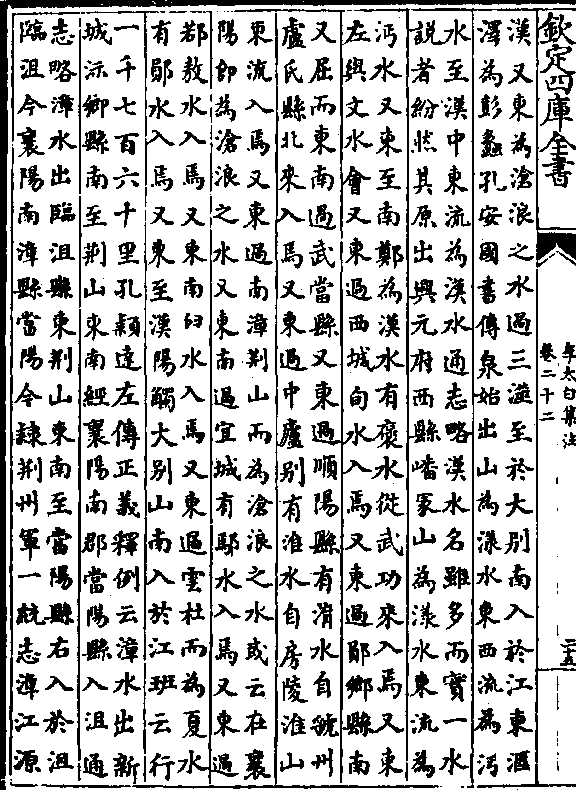 欽定四庫全書
李太白集注
卷二十二
三五
漢又東為滄浪之水過三澨至於大别南入於江東滙
澤為彭蠡孔安國書傳泉始出山為漾水東西流為沔
水至漢中東流為漢水通志略漢水名雖多而實一水
説者紛然其原出興元府西縣嶓冢山為漾水東流為
沔水又東至南鄭為漢水有褒水從武功來入焉又東
左與文水會又東過西城旬水入焉又東過鄖鄉縣南
又屈而東南過武當縣又東過順陽縣有淯水自虢州
盧氏縣北來入焉又東過中廬别有淮水自房陵淮山
東流入焉又東過南漳荆山而為滄浪之水或云在襄
陽即為滄浪之水又東南過宜城有鄢水入焉又東過
鄀敖水入焉又東南臼水入焉又東過雲杜而為夏水
有鄖水入焉又東至漢陽觸大别山南入於江班云行
一千七百六十里孔穎達左傳正義釋例云漳水出新
城沶鄉縣南至荆山東南經襄陽南郡當陽縣入沮通
志略漳水出臨沮縣東荆山東南至當陽縣右入於沮
臨沮今襄陽南漳縣當陽今隷荆州軍一統志漳江源